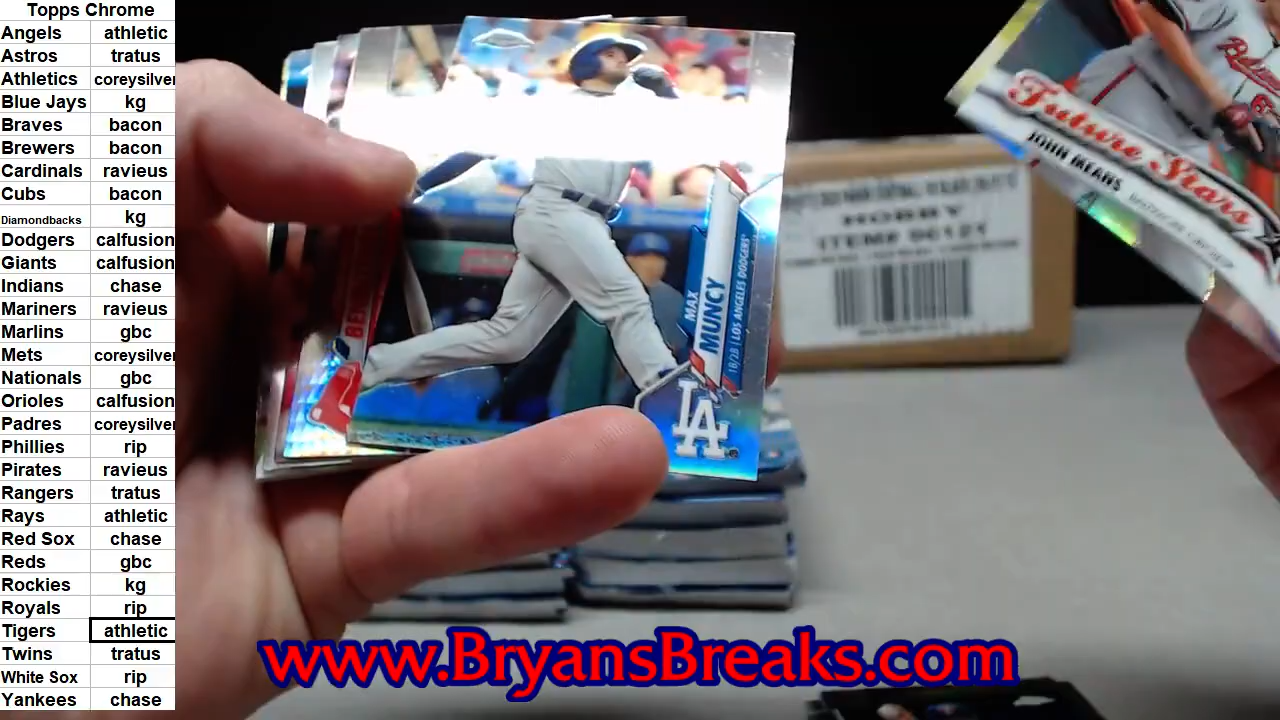 Topps Chrome
Angels athletic
Astros tratus
Athletics coreysilver
Blue Jays kg
Braves bacon
Brewers bacon
Cardinals ravieus
Cubs bacon
Diamondbacks kg
Dodgers calfusion
Giants calfusion
Indians chase
Mariners ravieus
Marlins gbc
Mets coreysilver
Nationals gbc
Orioles calfusion
Padres coreysilver
Phillies rip
Pirates ravieus
Rangers tratus
Rays athletic
Red Sox chase
Reds gbc
Rockies kg
Royals rip
Tigers athletic
Twins tratus
White Sox rip
Yankees chase
MAX
MUNCY
1B/2B | LOS ANGELES DODGERS
LA
Future Stars
JOHN MEANS
HOBBY
www.BryansBreaks.com